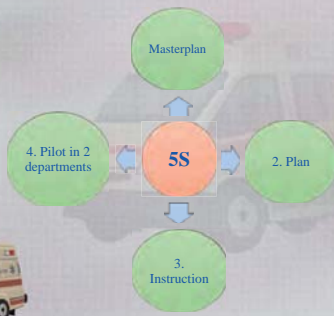 Masterplan
4. Pilot in 2
departments
5S
2. Plan
3.
Instruction